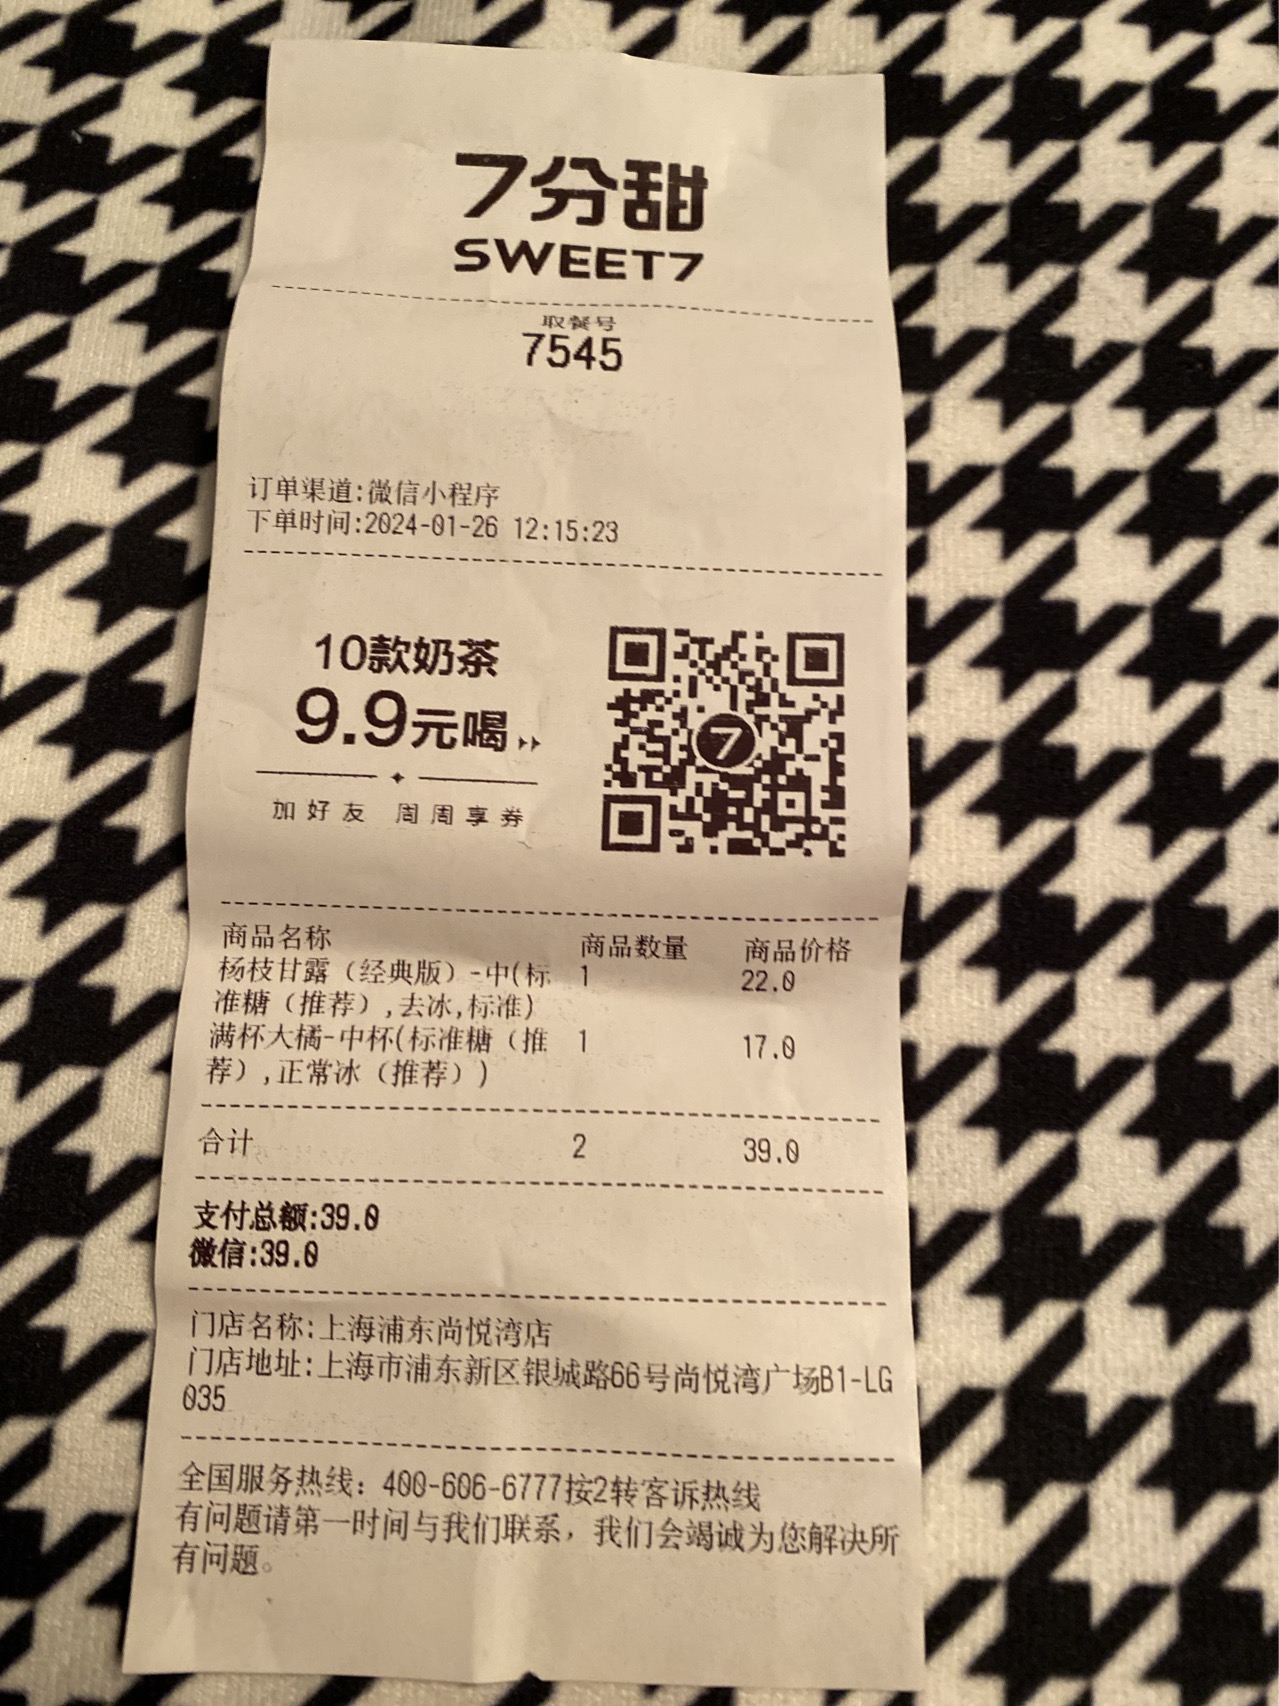 7分甜
SWEET7
取餐号
7545
订单渠道:微信小程序
下单时间:2024-01-26 12:15:23
10款奶茶
9.9元喝
加好友 周周享券
7
商品名称 商品数量 商品价格
杨枝甘露（经典版）-中(标 1 22.0
准糖（推荐）,去冰,标准)
满杯大橘-中杯(标准糖（推 1 17.0
荐）,正常冰（推荐）)
合计 2 39.0
支付总额:39.0
微信:39.0
门店名称:上海浦东尚悦湾店
门店地址:上海市浦东新区银城路66号尚悦湾广场B1-LG
035
全国服务热线：400-606-6777按2转客诉热线
有问题请第一时间与我们联系，我们会竭诚为您解决所
有问题。